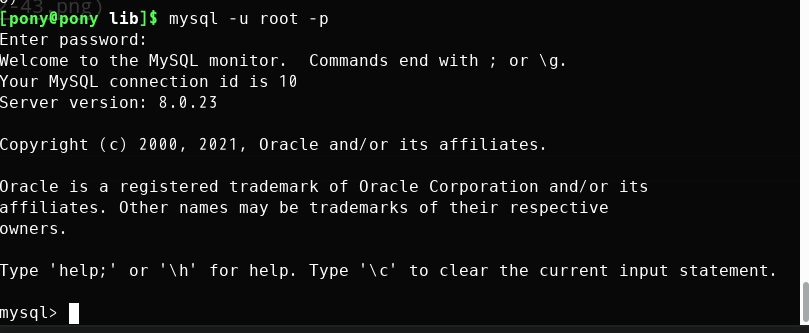 2-43.png)
[pony@pony lib]$ mysql -u root -p
Enter password:
Welcome to the MySQL monitor.  Commands end with ; or \g.
Your MySQL connection id is 10
Server version: 8.0.23
Copyright (c) 2000, 2021, Oracle and/or its affiliates.
Oracle is a registered trademark of Oracle Corporation and/or its
affiliates. Other names may be trademarks of their respective
owners.
Type 'help;' or '\h' for help. Type '\c' to clear the current input statement.
mysql>